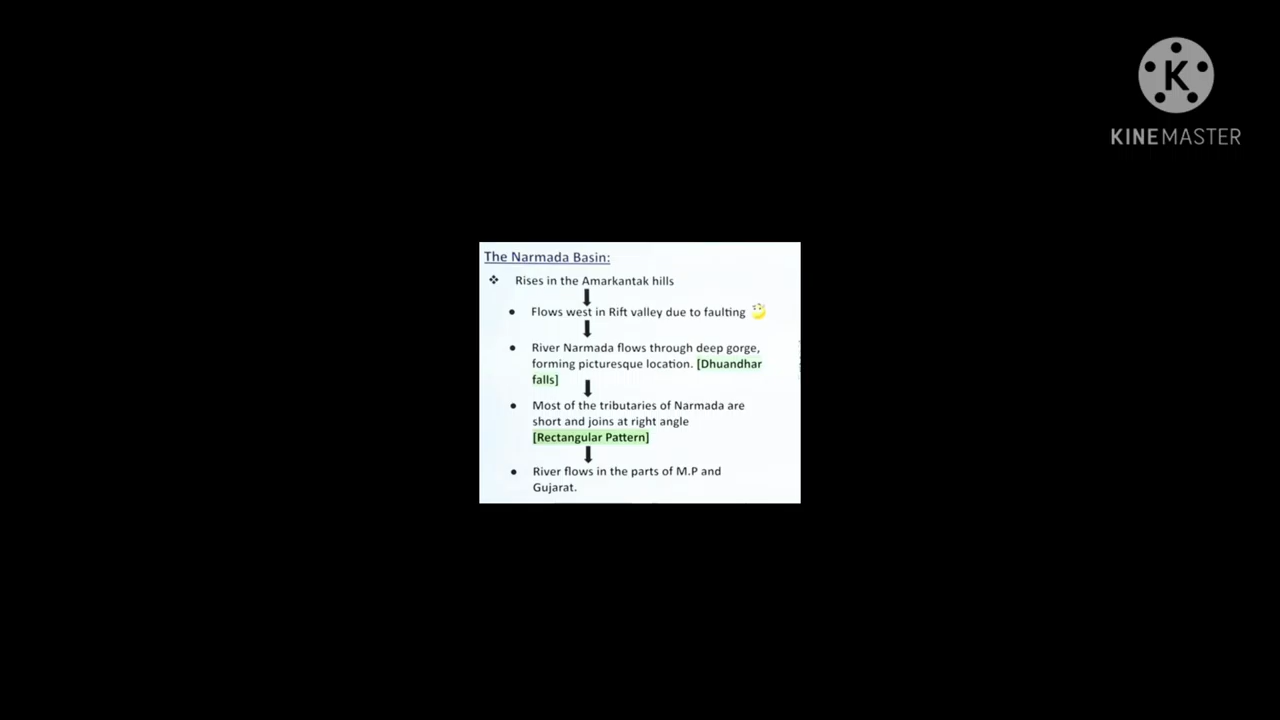 KINEMASTER
The Narmada Basin:
❖ Rises in the Amarkantak hills
• Flows west in Rift valley due to faulting
• River Narmada flows through deep gorge,
forming picturesque location. [Dhuandhar
falls]
• Most of the tributaries of Narmada are
short and joins at right angle
[Rectangular Pattern]
• River flows in the parts of M.P and
Gujarat.